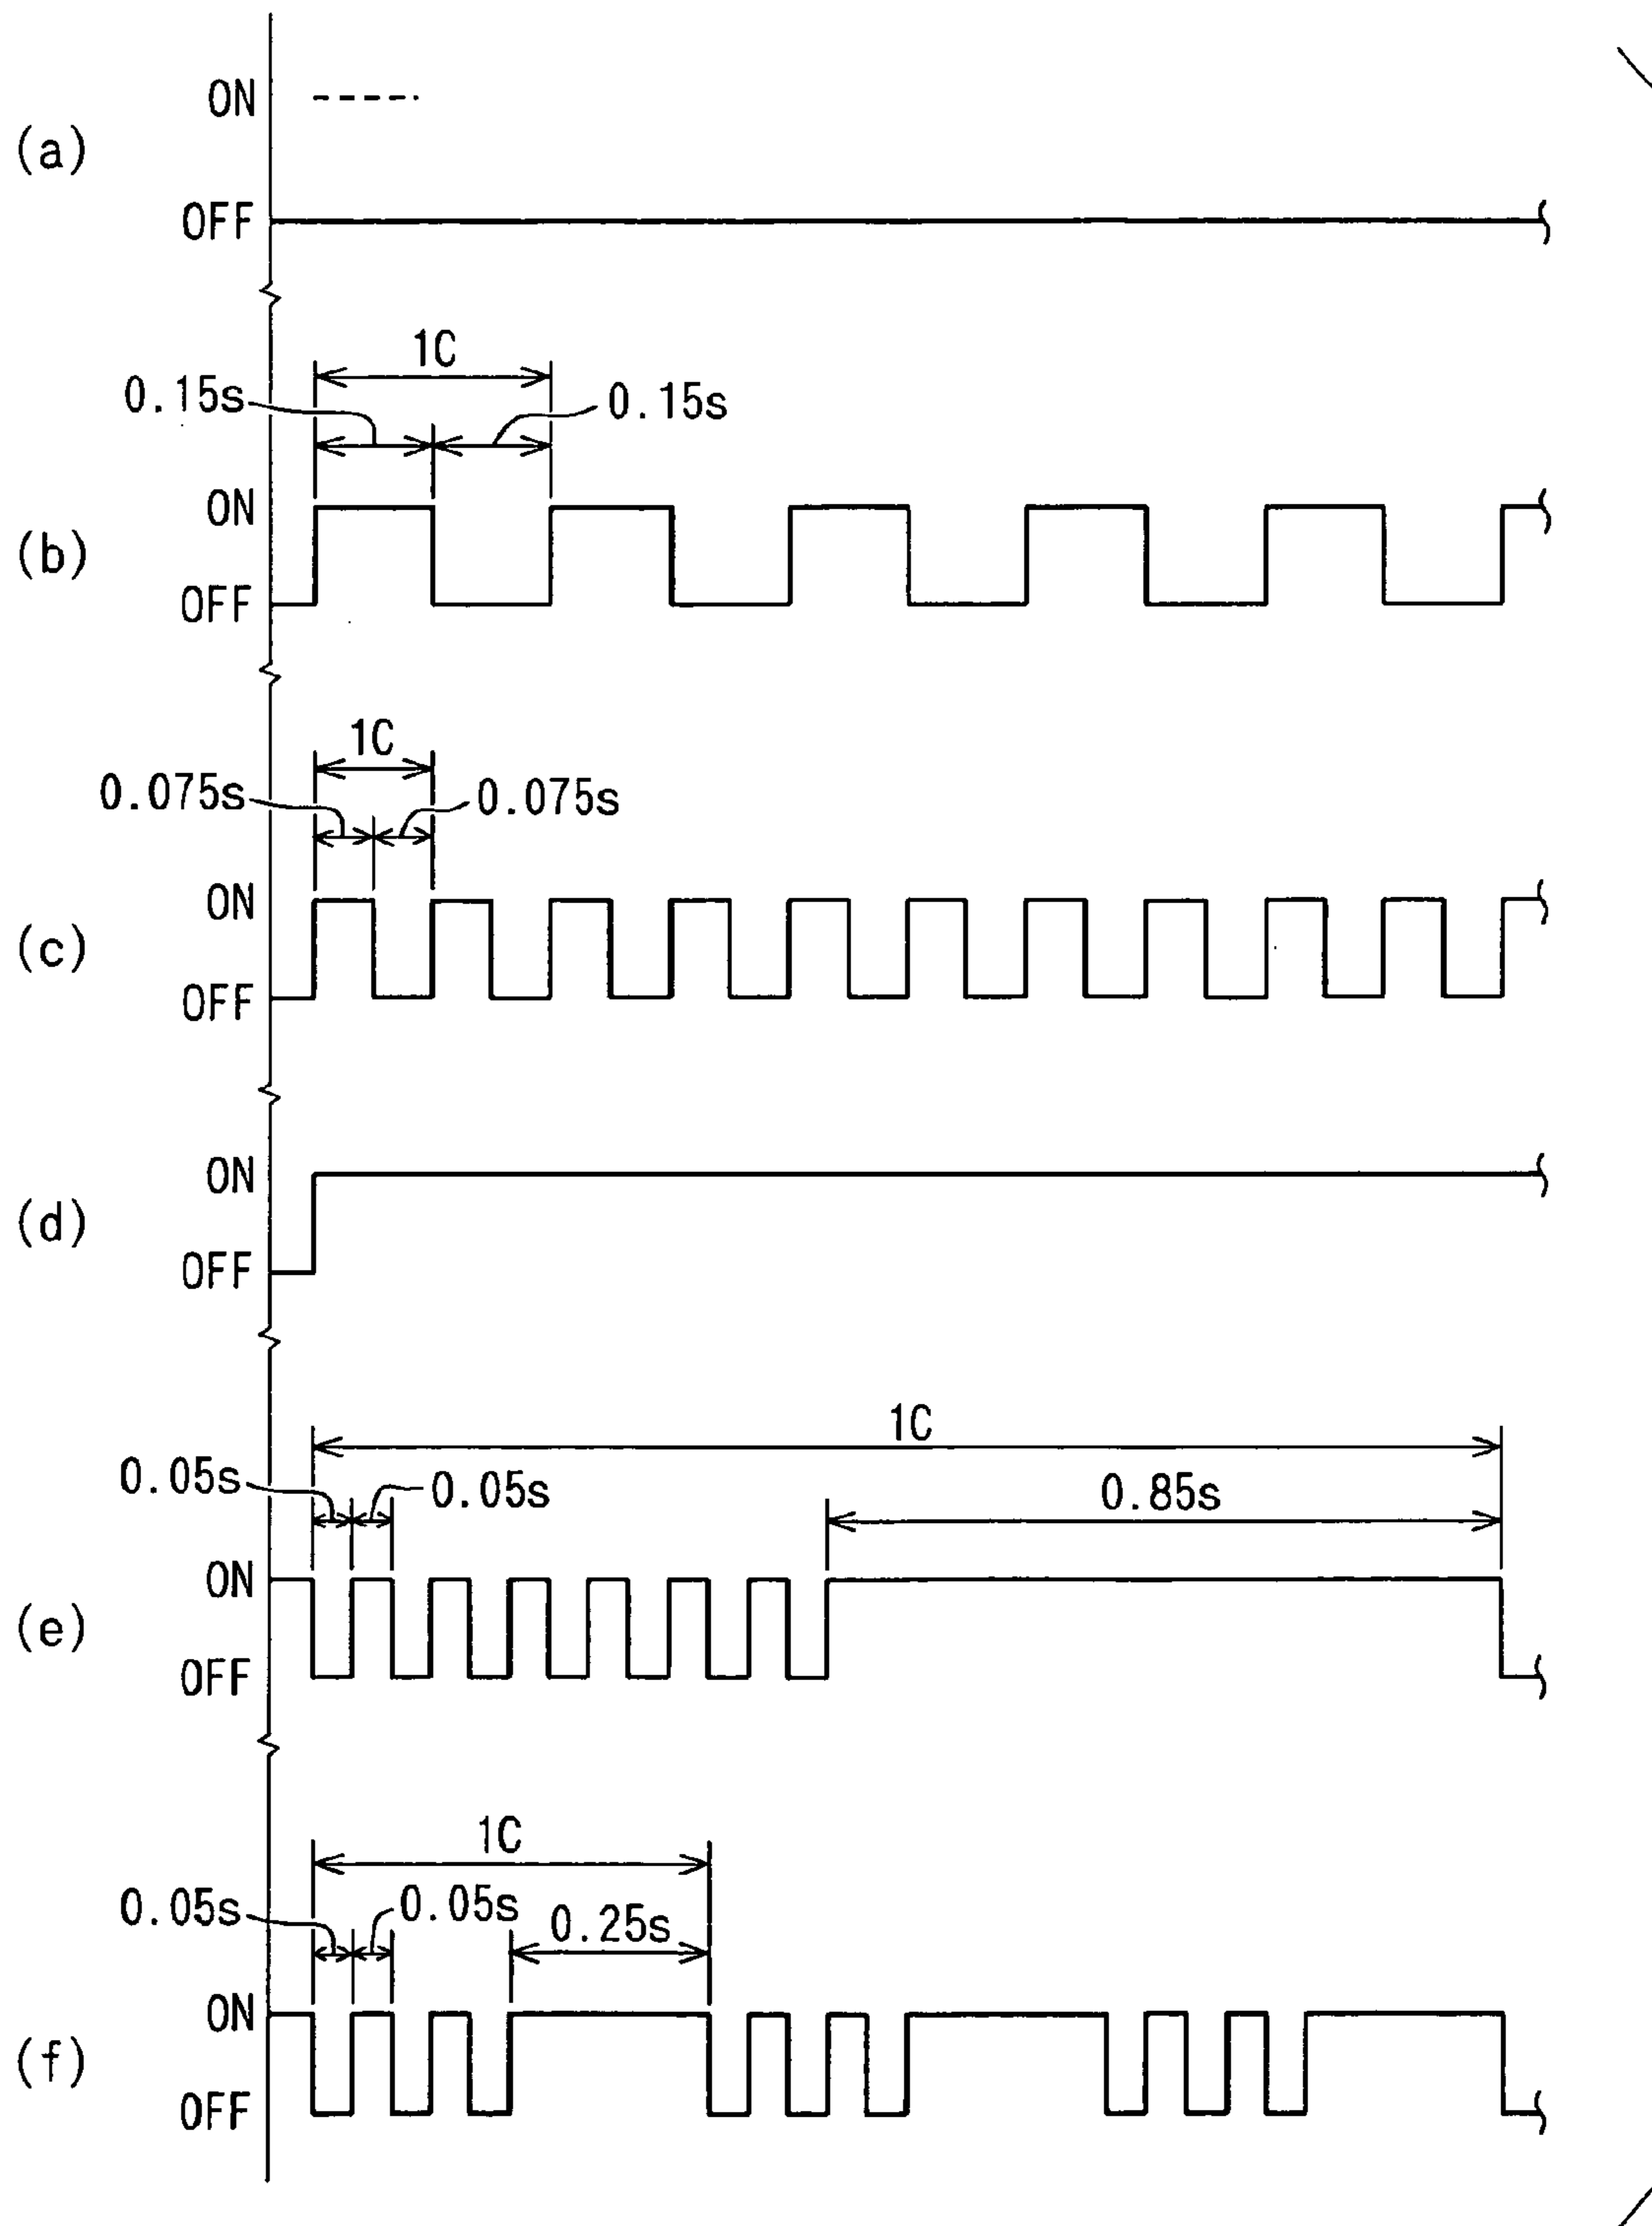 (a)
ON
OFF
(b)
1C
0.15s
0.15s
ON
OFF
(c)
1C
0.075s
0.075s
ON
OFF
(d)
ON
OFF
(e)
1C
0.05s
0.05s
0.85s
ON
OFF
(f)
1C
0.05s
0.05s
0.25s
ON
OFF